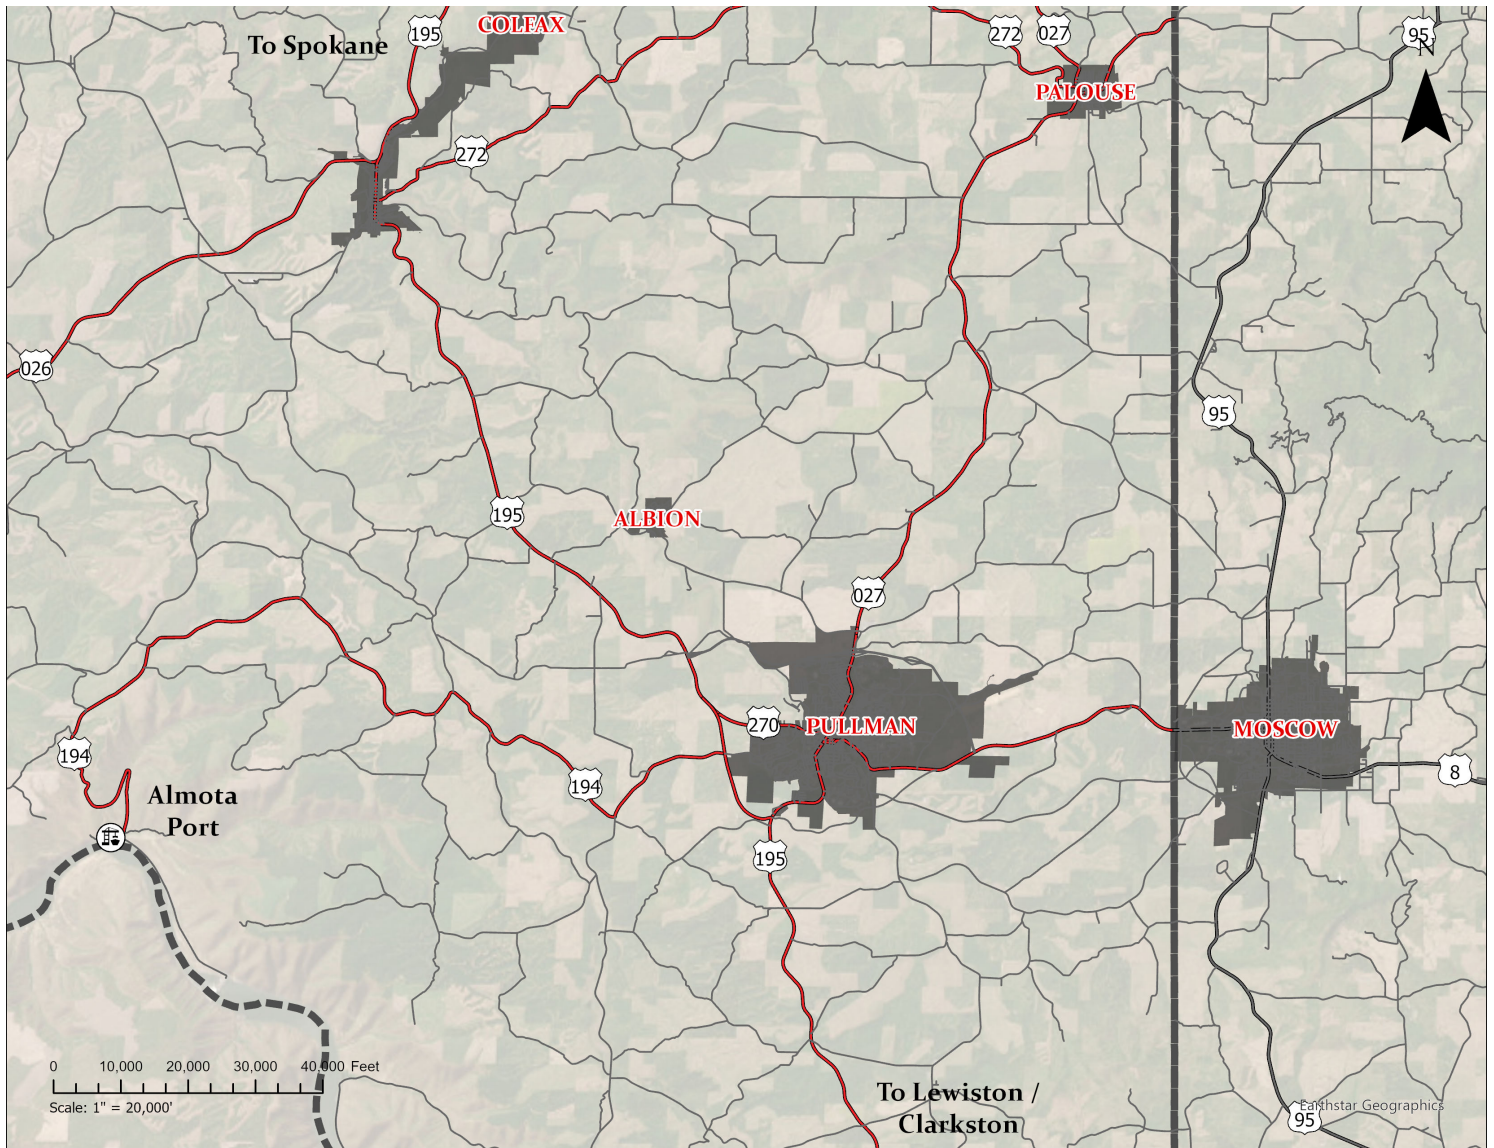 COLFAX
195
272
027
95
N
To Spokane
PALOUSE
272
026
95
195
ALBION
027
270
PULLMAN
MOSCOW
194
8
194
Almota
Port
195
0 10,000 20,000 30,000 40,000 Feet
Scale: 1" = 20,000'
To Lewiston /
Clarkston
Earthstar Geographics
95